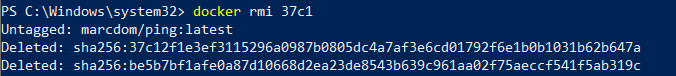 PS C:\Windows\system32> docker rmi 37c1
Untagged: marcdom/ping:latest
Deleted: sha256:37c12f1e3ef3115296a0987b0805dc4a7af3e6cd01792f6e1b0b1031b62b647a
Deleted: sha256:be5b7bf1afe0a87d10668d2ea23de8543b639c961aa02f75aeccf541f5ab319c